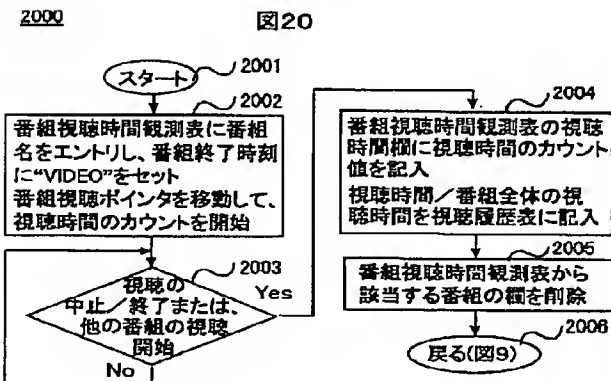 2000
図20
スタート
2001
2002
番組視聴時間観測表に番組
名をエントリし、番組終了時刻
に“VIDEO”をセット
番組視聴ポインタを移動して、
視聴時間のカウントを開始
2003
視聴の
中止／終了または、
他の番組の視聴
開始
Yes
No
2004
番組視聴時間観測表の視聴
時間欄に視聴時間のカウント
値を記入
視聴時間／番組全体の視
聴時間を視聴履歴表に記入
2005
番組視聴時間観測表から
該当する番組の欄を削除
2006
戻る(図9)